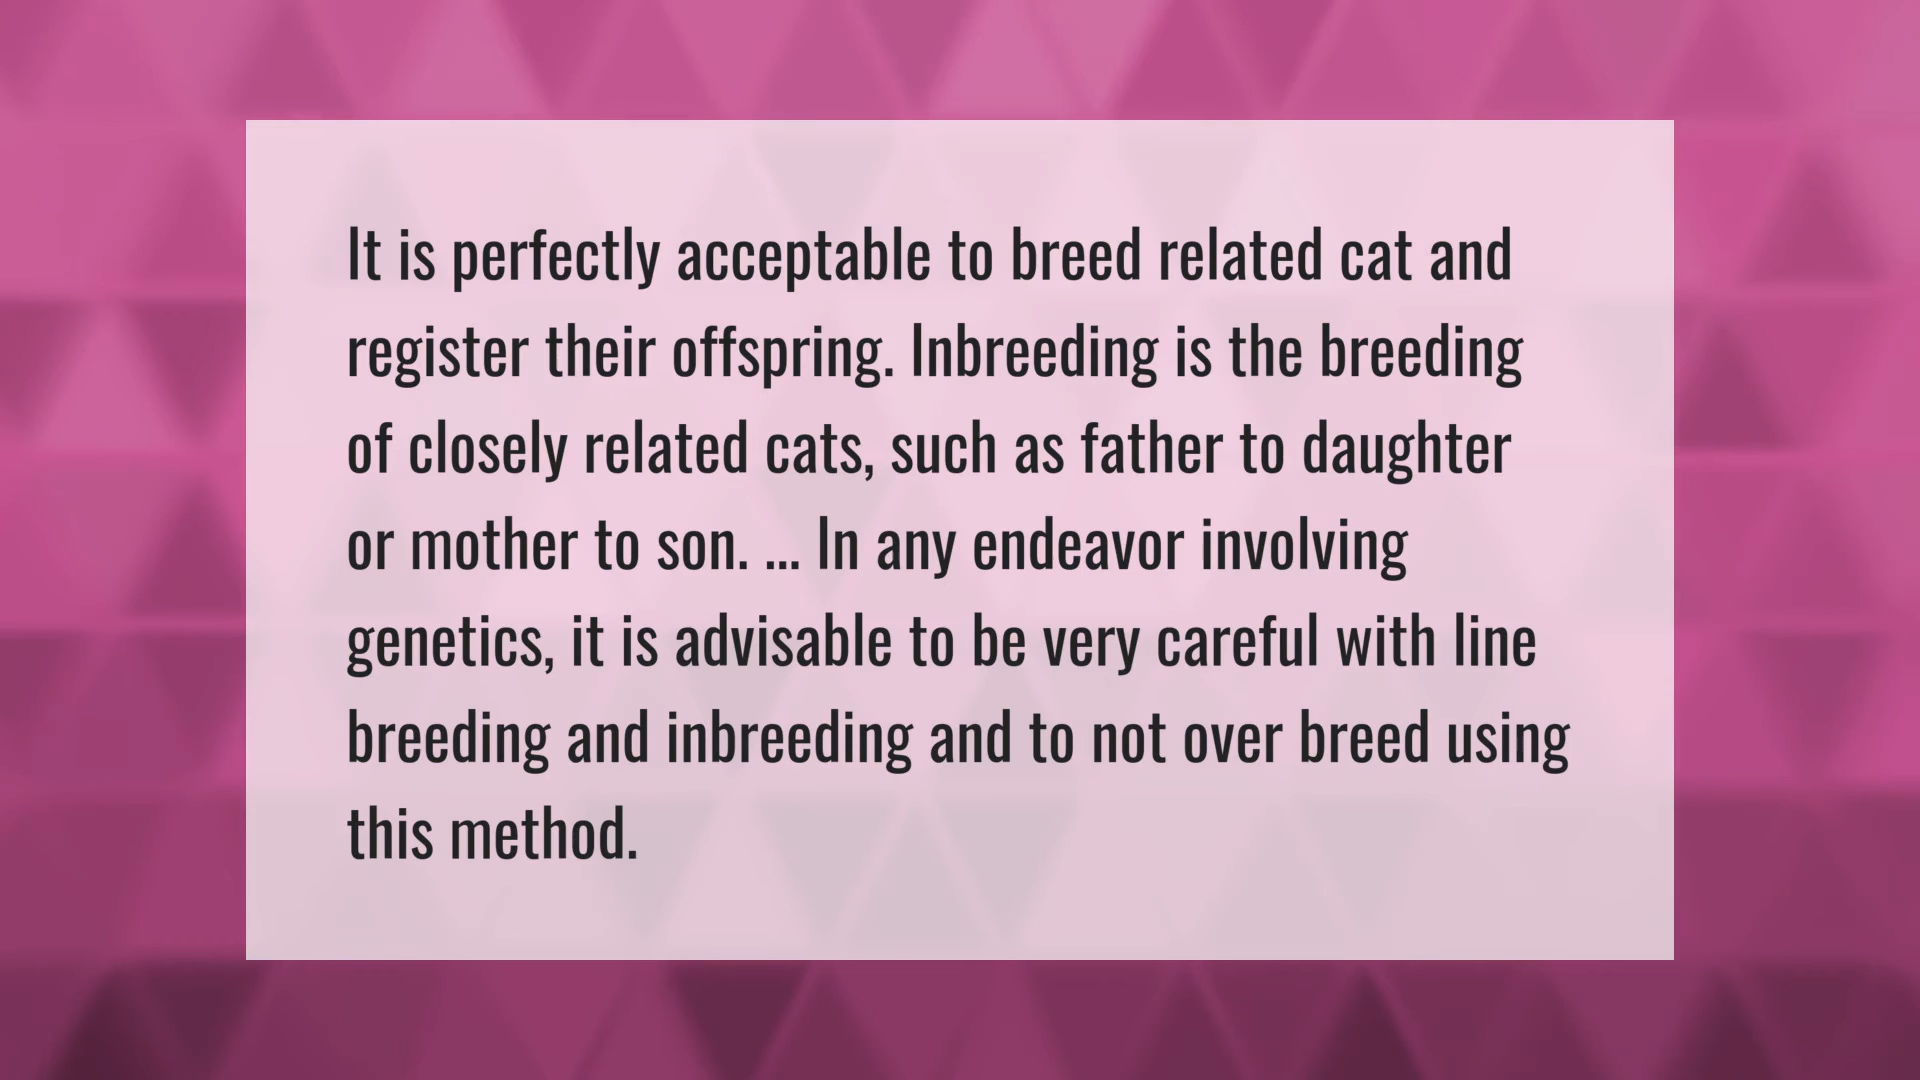 It is perfectly acceptable to breed related cat and
register their offspring. Inbreeding is the breeding
of closely related cats, such as father to daughter
or mother to son. ... In any endeavor involving
genetics, it is advisable to be very careful with line
breeding and inbreeding and to not over breed using
this method.